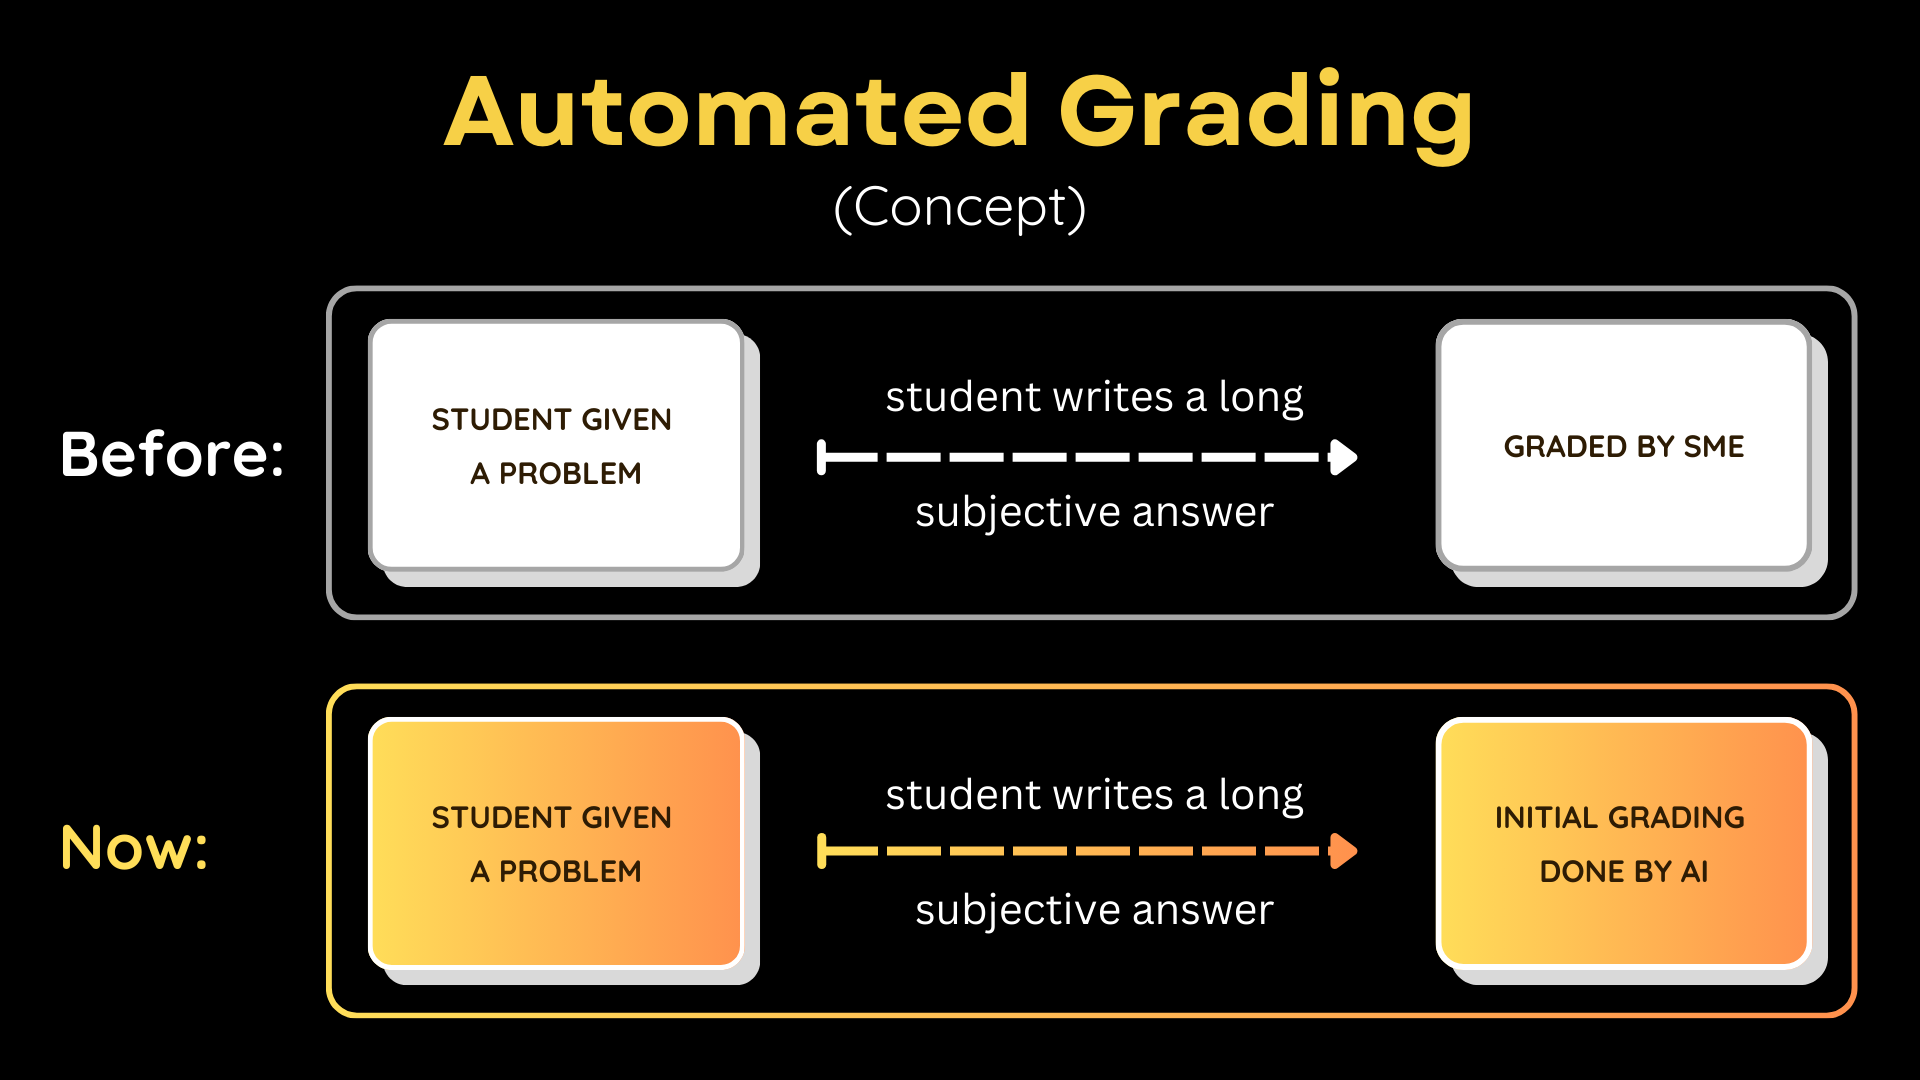 Automated Grading
(Concept)
Before:
STUDENT GIVEN
A PROBLEM
student writes a long
subjective answer
GRADED BY SME
Now:
STUDENT GIVEN
A PROBLEM
student writes a long
subjective answer
INITIAL GRADING
DONE BY AI